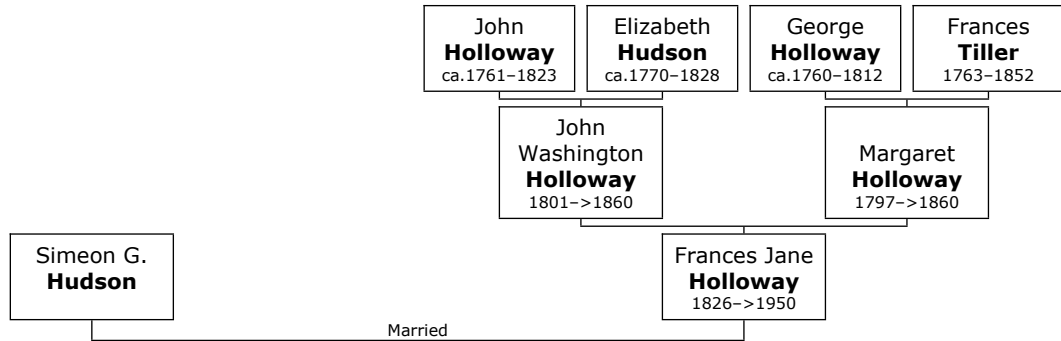 John
Holloway
ca.1761–1823
Elizabeth
Hudson
ca.1770–1828
George
Holloway
ca.1760–1812
Frances
Tiller
1763–1852
John
Washington
Holloway
1801–>1860
Margaret
Holloway
1797–>1860
Simeon G.
Hudson
Frances Jane
Holloway
1826–>1950
Married